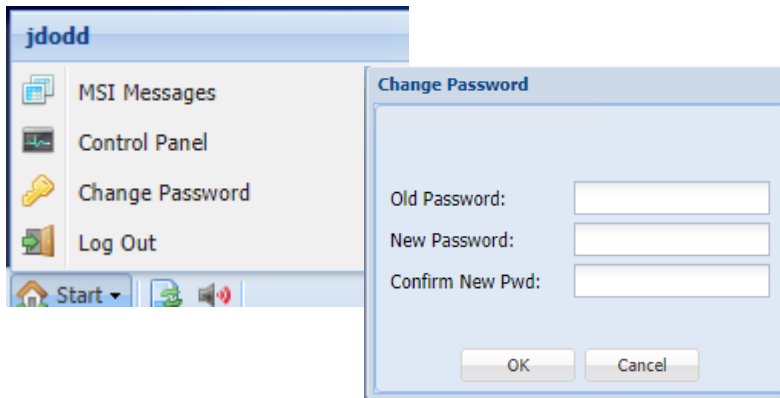 jdodd
MSI Messages
Control Panel
Change Password
Log Out
Start
Change Password
Old Password:
New Password:
Confirm New Pwd:
OK Cancel